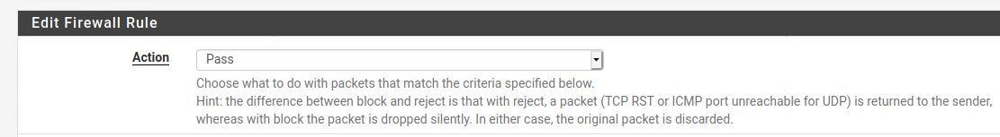 Edit Firewall Rule
Action
Pass
Choose what to do with packets that match the criteria specified below.
Hint: the difference between block and reject is that with reject, a packet (TCP RST or ICMP port unreachable for UDP) is returned to the sender,
whereas with block the packet is dropped silently. In either case, the original packet is discarded.